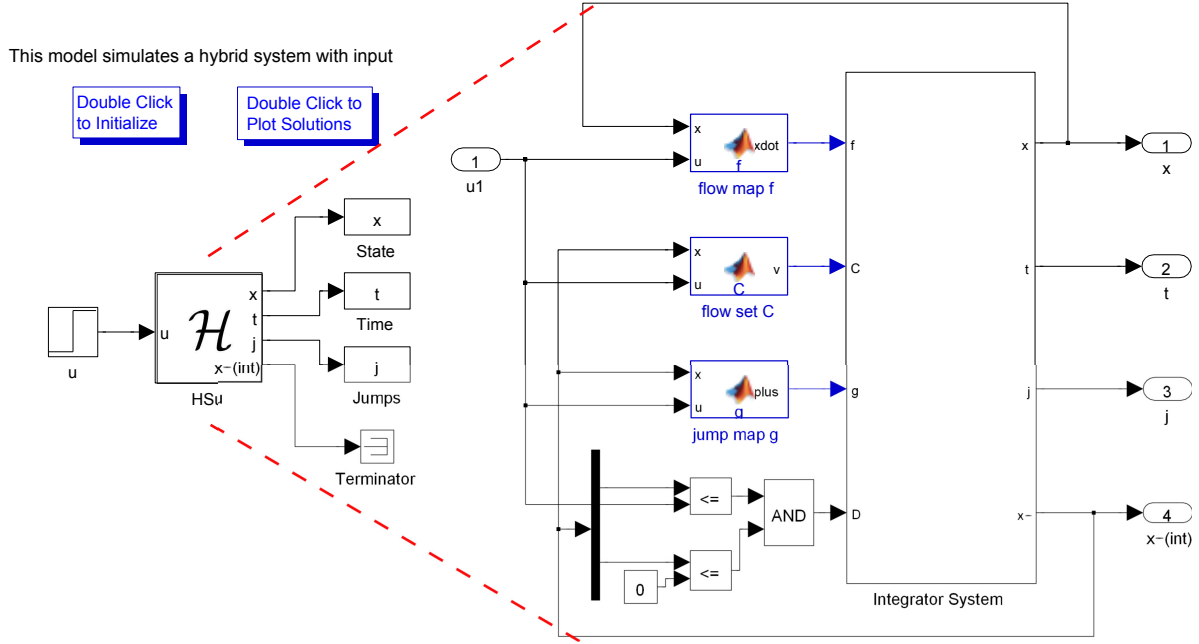 This model simulates a hybrid system with input
Double Click
to Initialize
Double Click to
Plot Solutions
u
u
H
x
t
j
x-(int)
HSu
x
State
t
Time
j
Jumps
Terminator
1
u1
x
u
xdot
f
flow map f
x
u
v
C
flow set C
x
u
plus
g
jump map g
<=
<=
0
AND
f
C
g
D
x
t
j
x-
Integrator System
1
x
2
t
3
j
4
x-(int)